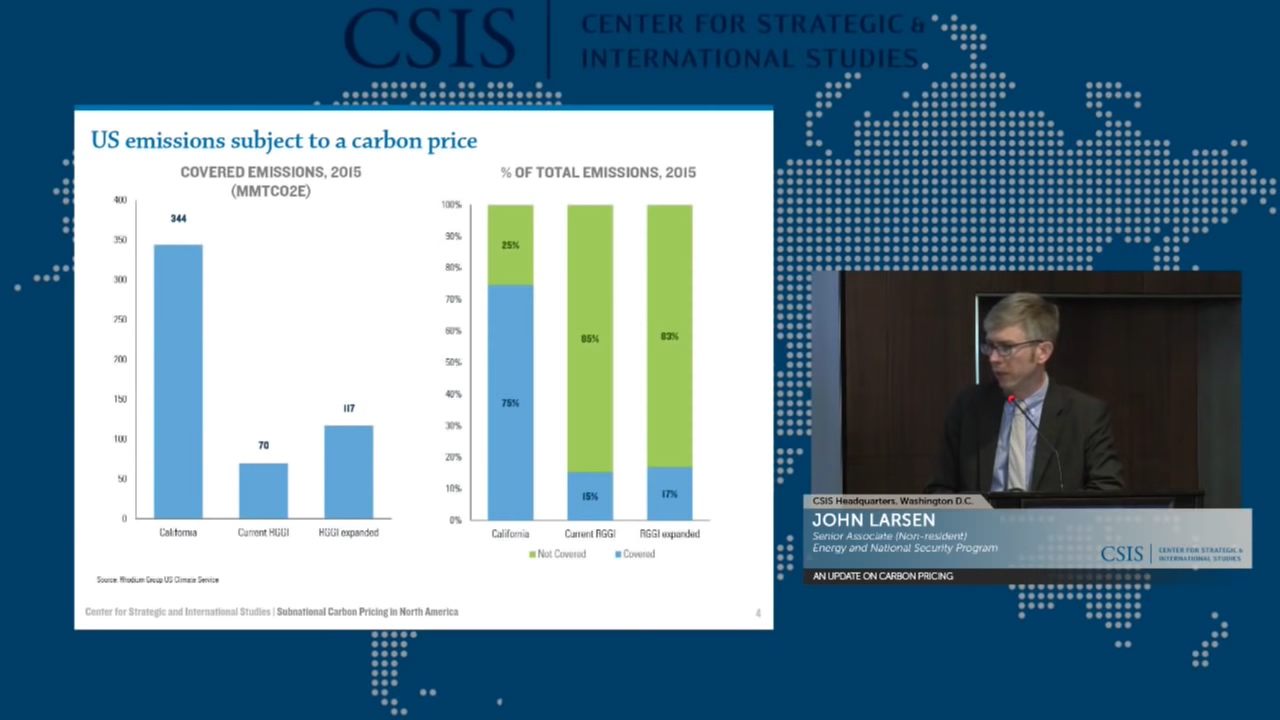 CSIS
CENTER FOR STRATEGIC &
INTERNATIONAL STUDIES
US emissions subject to a carbon price
COVERED EMISSIONS, 2015
(MMTCO2E)
400
350
300
250
200
150
100
50
0
344
70
117
California
Current RGGI
RGGI expanded
% OF TOTAL EMISSIONS, 2015
100%
90%
80%
70%
60%
50%
40%
30%
20%
10%
0%
25%
75%
85%
15%
83%
17%
California
Current RGGI
RGGI expanded
Not Covered
Covered
Source: Rhodium Group US Climate Service
Center for Strategic and International Studies | Subnational Carbon Pricing in North America
4
CSIS Headquarters, Washington D.C.
JOHN LARSEN
Senior Associate (Non-resident)
Energy and National Security Program
CSIS
CENTER FOR STRATEGIC &
INTERNATIONAL STUDIES
AN UPDATE ON CARBON PRICING